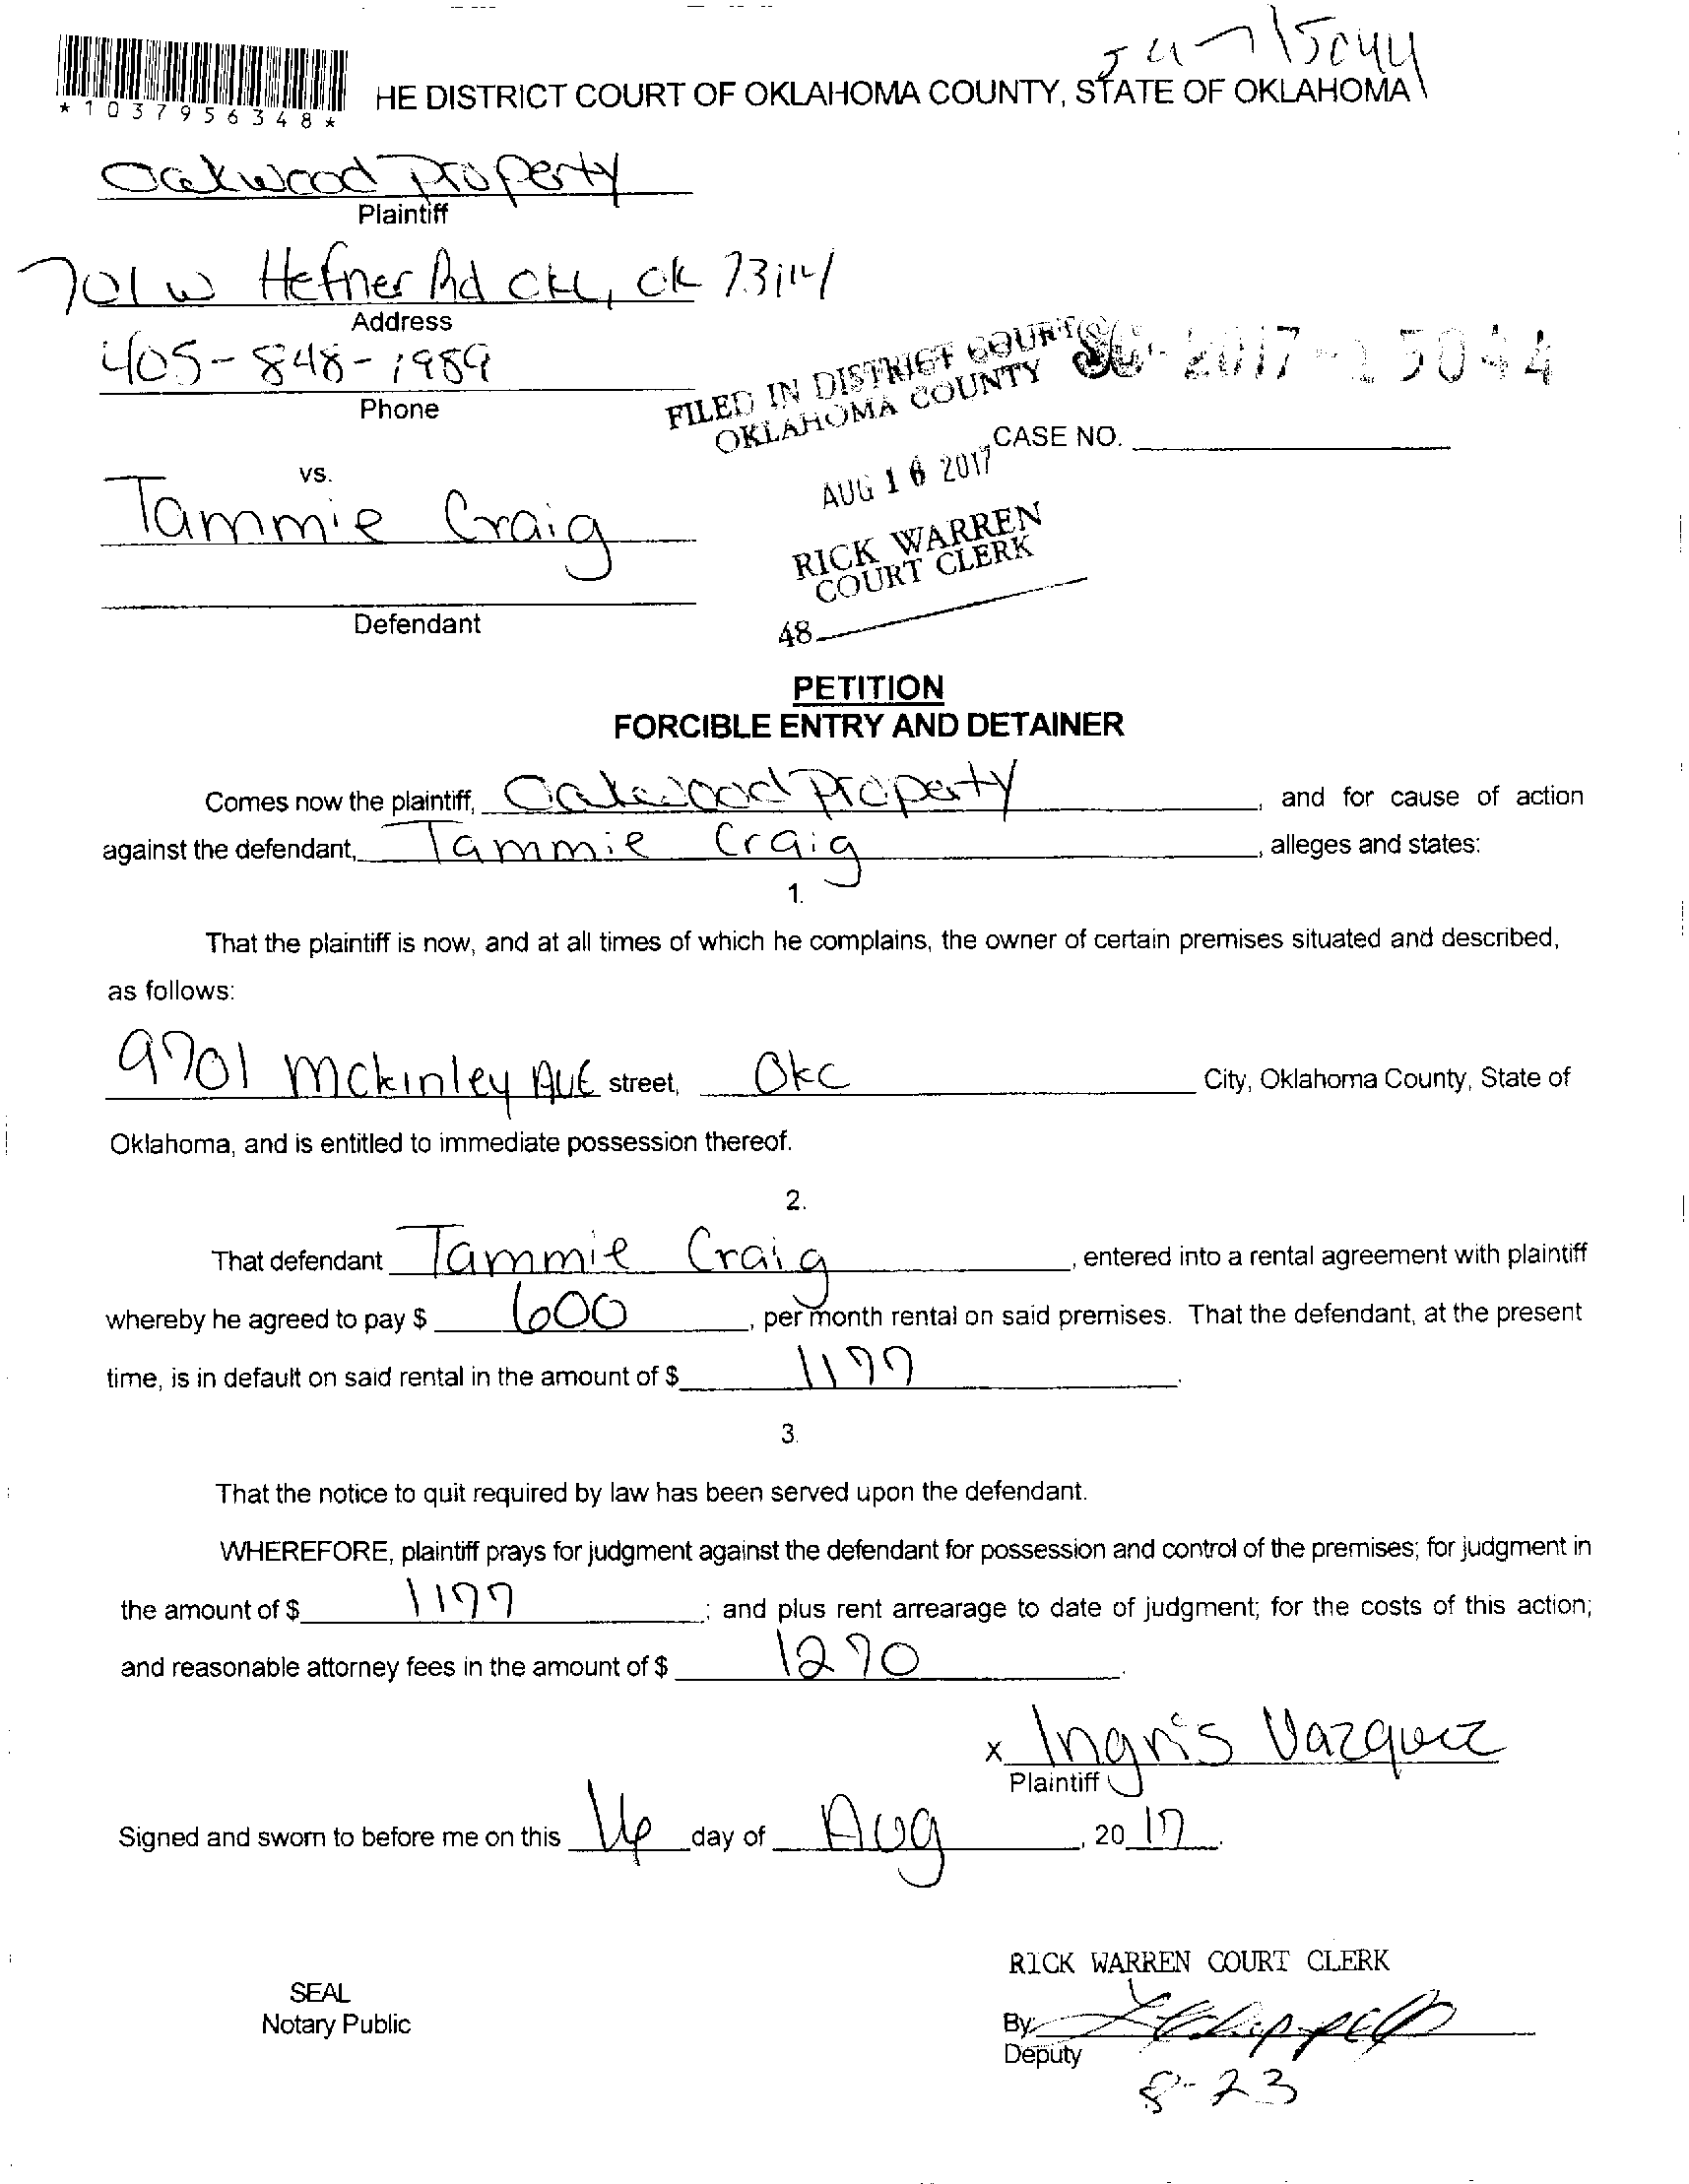 54-7 15044
*1037956348*
HE DISTRICT COURT OF OKLAHOMA COUNTY, STATE OF OKLAHOMA
Oakwood Property
Plaintiff
701 W Hefner Rd OKC, OK 73114
Address
405-848-1989
Phone
FILED IN DISTRICT COURT
OKLAHOMA COUNTY
SC-2017-15044
CASE NO.
AUG 16 2017
vs.
Tammie Craig
RICK WARREN
COURT CLERK
Defendant
48
PETITION
FORCIBLE ENTRY AND DETAINER
Comes now the plaintiff, Oakwood Property, and for cause of action
against the defendant, Tammie Craig, alleges and states:
1.
That the plaintiff is now, and at all times of which he complains, the owner of certain premises situated and described,
as follows:
9701 Mckinley Ave street, Okc City, Oklahoma County, State of
Oklahoma, and is entitled to immediate possession thereof.
2.
That defendant Tammie Craig, entered into a rental agreement with plaintiff
whereby he agreed to pay $ 600, per month rental on said premises. That the defendant, at the present
time, is in default on said rental in the amount of $ 1177.
3.
That the notice to quit required by law has been served upon the defendant.
WHEREFORE, plaintiff prays for judgment against the defendant for possession and control of the premises; for judgment in
the amount of $ 1177; and plus rent arrearage to date of judgment; for the costs of this action;
and reasonable attorney fees in the amount of $ 1270.
x Ingris Vazquez
Plaintiff
Signed and sworn to before me on this 16 day of Aug, 20 17.
RICK WARREN COURT CLERK
SEAL
Notary Public
By:
Deputy
8-23